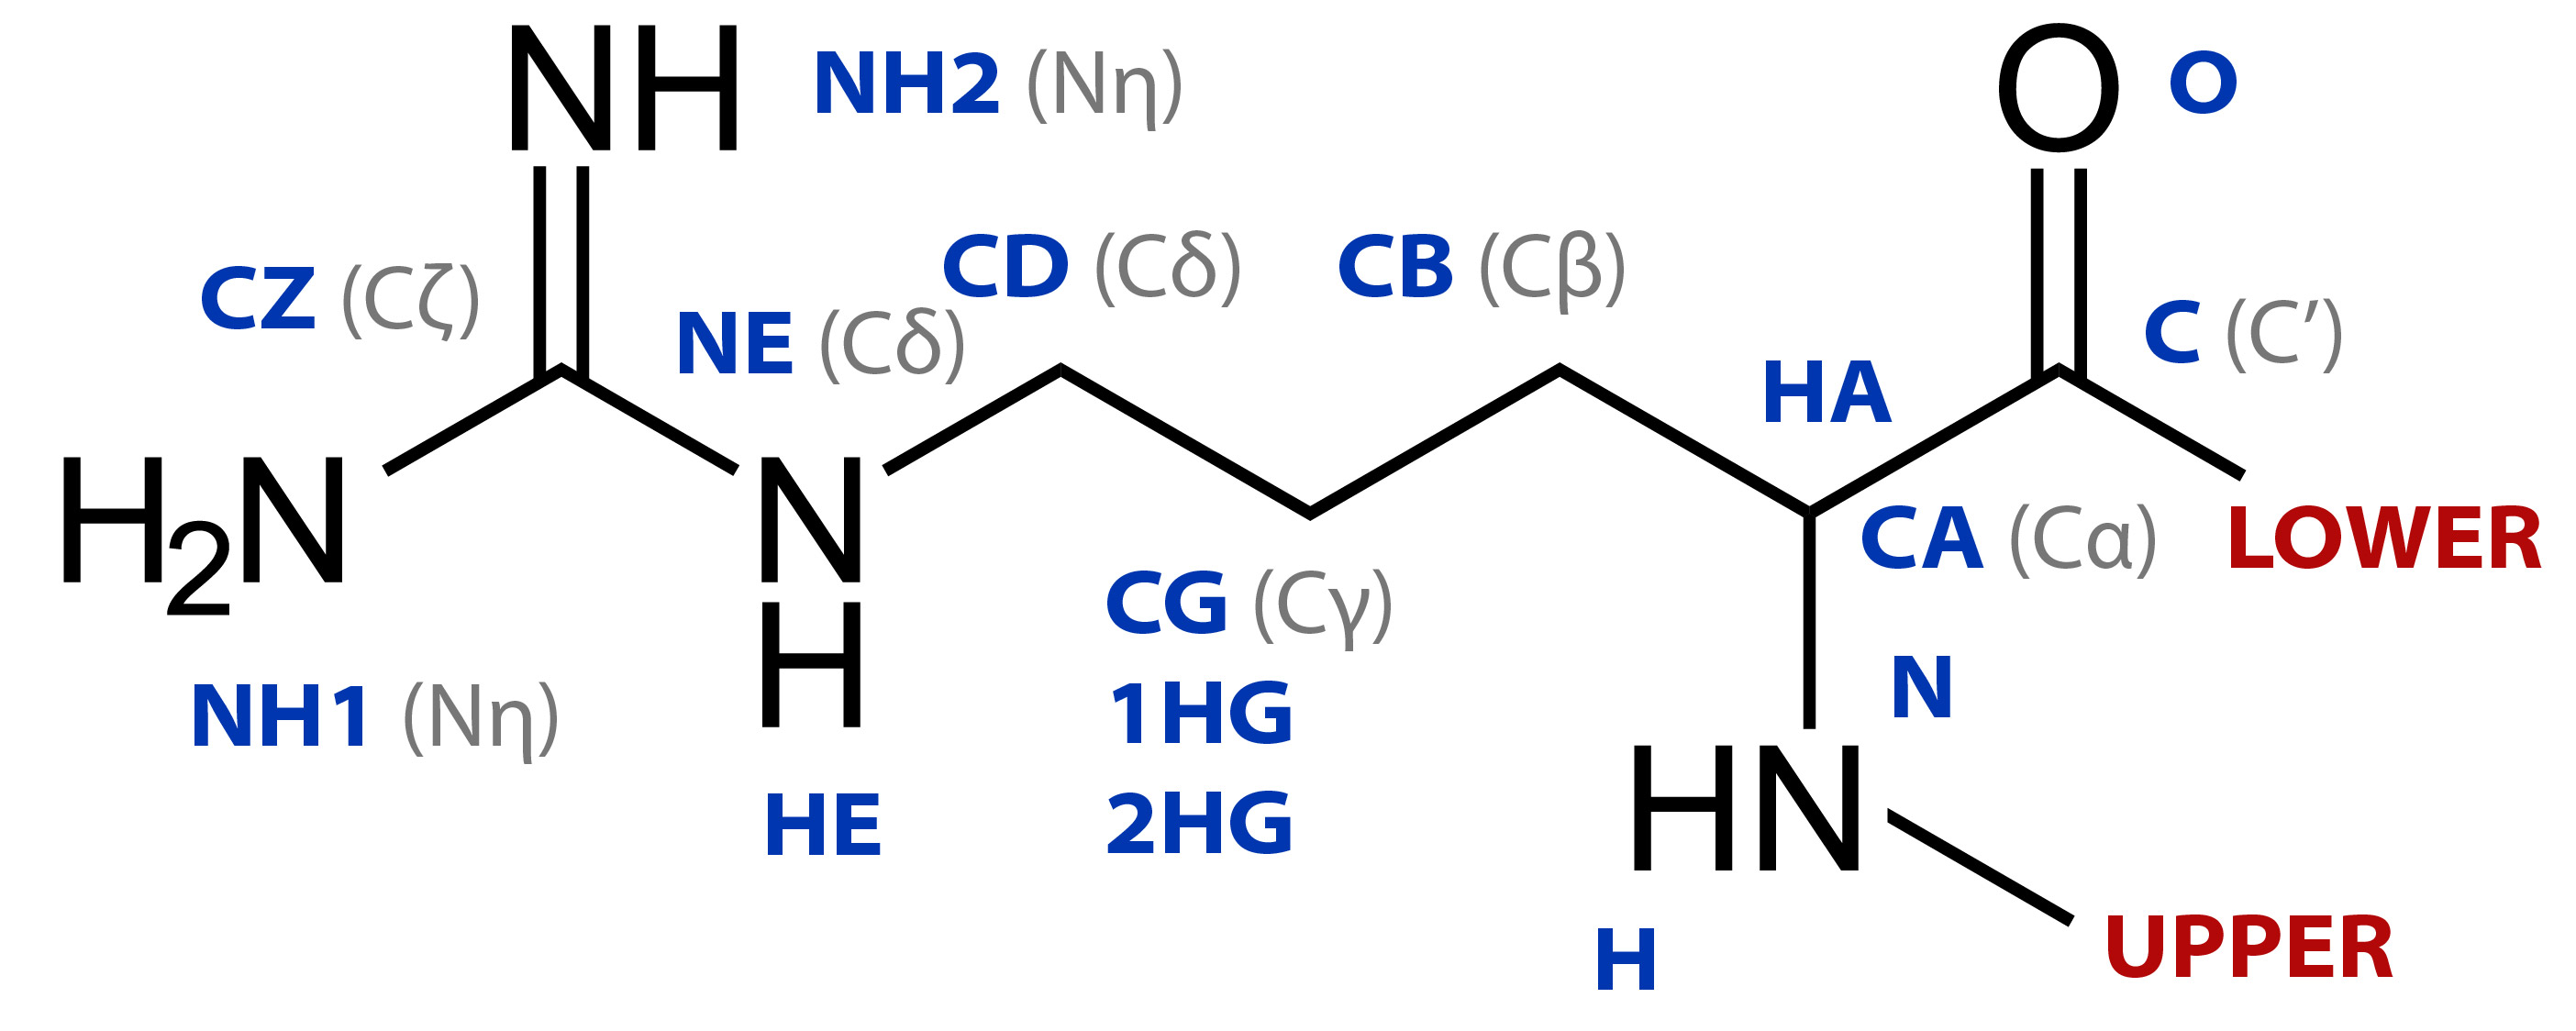 NH NH2 (Nη)
O O
CZ (Cζ)
NE (Cδ)
CD (Cδ)
CB (Cβ)
HA
C (C′)
H2N
NH1 (Nη)
N
H
HE
CG (Cγ)
1HG
2HG
CA (Cα)
LOWER
N
HN
H
UPPER